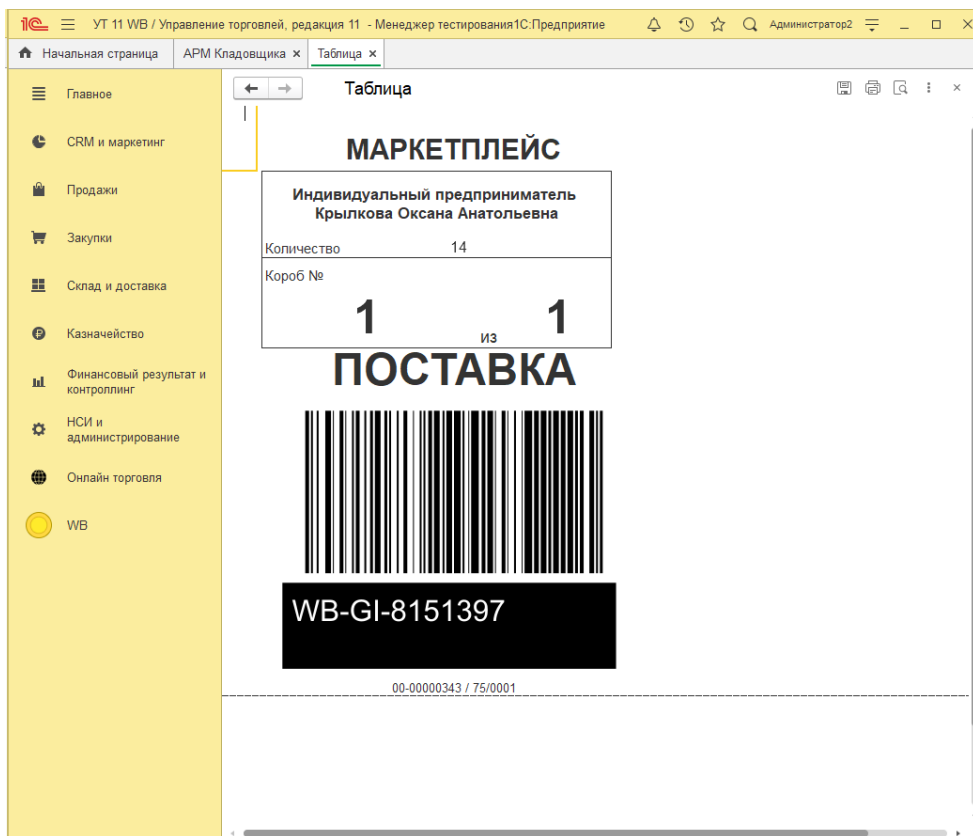 1С УТ 11 WB / Управление торговлей, редакция 11 - Менеджер тестирования1С:Предприятие Администратор2
Начальная страница АРМ Кладовщика × Таблица ×
Главное
CRM и маркетинг
Продажи
Закупки
Склад и доставка
Казначейство
Финансовый результат и
контроллинг
НСИ и
администрирование
Онлайн торговля
WB
Таблица
МАРКЕТПЛЕЙС
Индивидуальный предприниматель
Крылкова Оксана Анатольевна
Количество 14
Короб №
1 из 1
ПОСТАВКА
WB-GI-8151397
00-00000343 / 75/0001